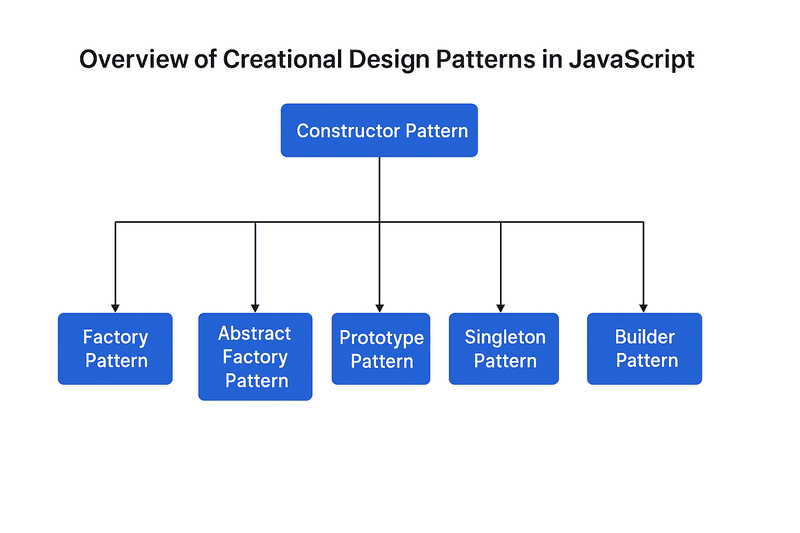 Overview of Creational Design Patterns in JavaScript
Constructor Pattern
Factory
Pattern
Abstract
Factory
Pattern
Prototype
Pattern
Singleton
Pattern
Builder
Pattern